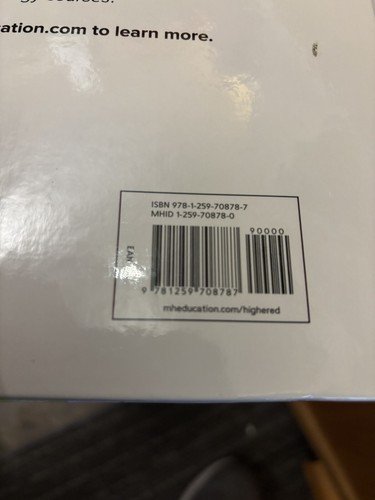 ation.com to learn more.
ISBN 978-1-259-70878-7
MHID 1-259-70878-0
90000
EAN
9 781259 708787
mheducation.com/highered